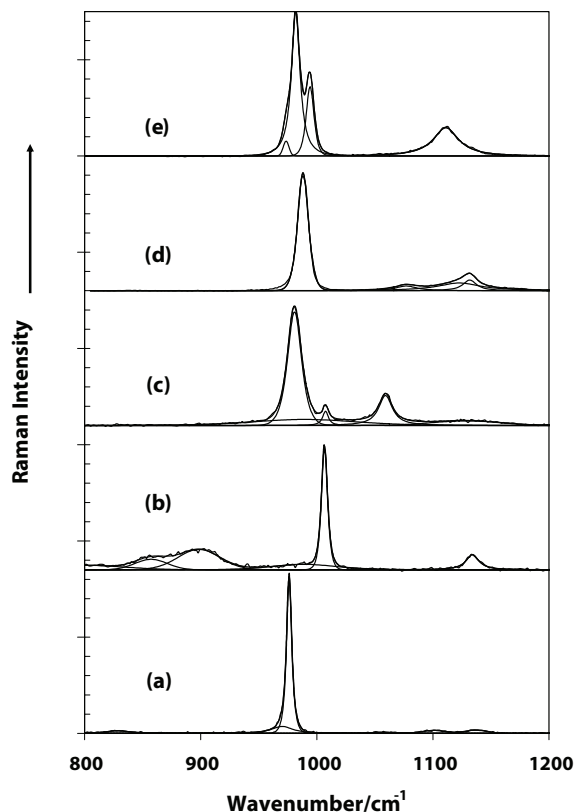 (e)
(d)
(c)
(b)
(a)
Raman Intensity
800 900 1000 1100 1200
Wavenumber/cm-1